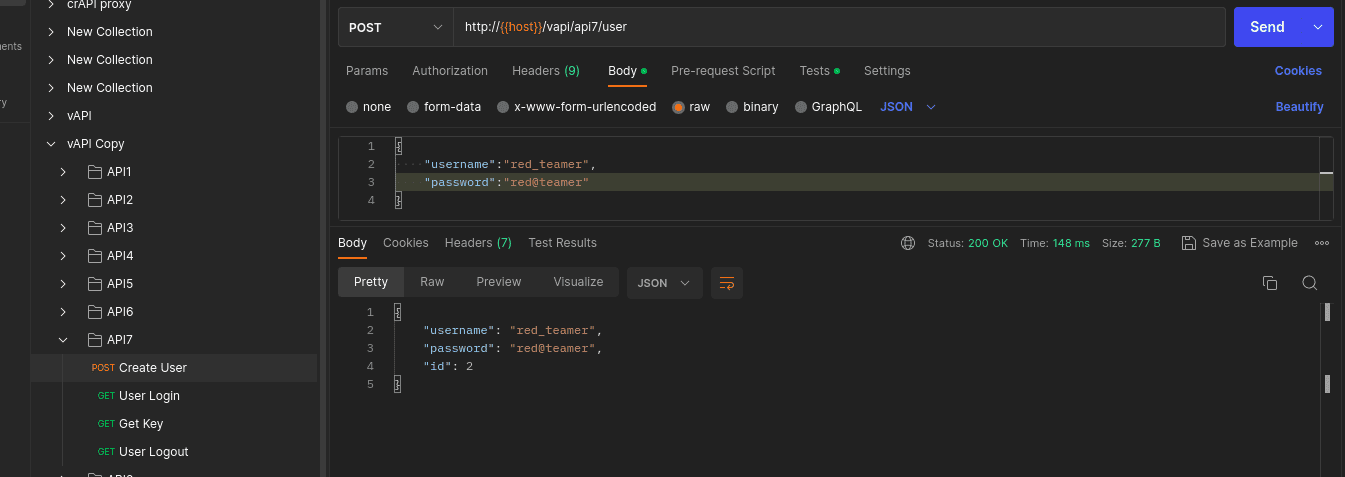 crAPI proxy
New Collection
New Collection
New Collection
vAPI
vAPI Copy
API1
API2
API3
API4
API5
API6
API7
POST Create User
GET User Login
GET Get Key
GET User Logout
ents
ry
POST http://{{host}}/vapi/api7/user Send
Params Authorization Headers (9) Body Pre-request Script Tests Settings Cookies
none form-data x-www-form-urlencoded raw binary GraphQL JSON Beautify
1 {
2 "username":"red_teamer",
3 "password":"red@teamer"
4 }
Body Cookies Headers (7) Test Results Status: 200 OK Time: 148 ms Size: 277 B Save as Example
Pretty Raw Preview Visualize JSON
1 {
2 "username": "red_teamer",
3 "password": "red@teamer",
4 "id": 2
5 }